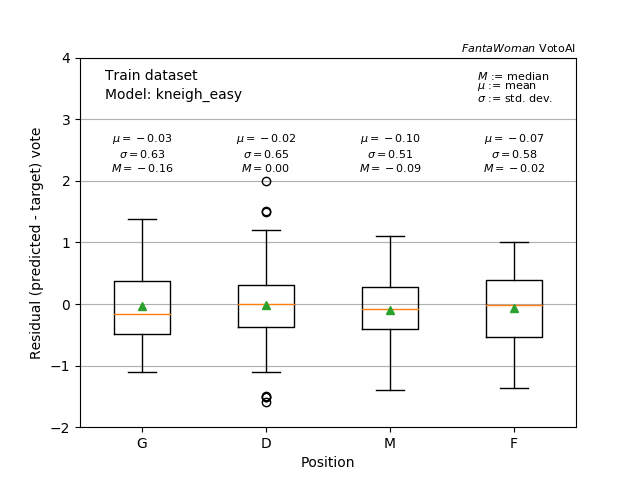 FantaWoman VotoAI
Train dataset
Model: kneigh_easy
M := median
μ := mean
σ := std. dev.
μ = −0.03
σ = 0.63
M = −0.16
μ = −0.02
σ = 0.65
M = 0.00
μ = −0.10
σ = 0.51
M = −0.09
μ = −0.07
σ = 0.58
M = −0.02
Residual (predicted - target) vote
4
3
2
1
0
−1
−2
G D M F
Position